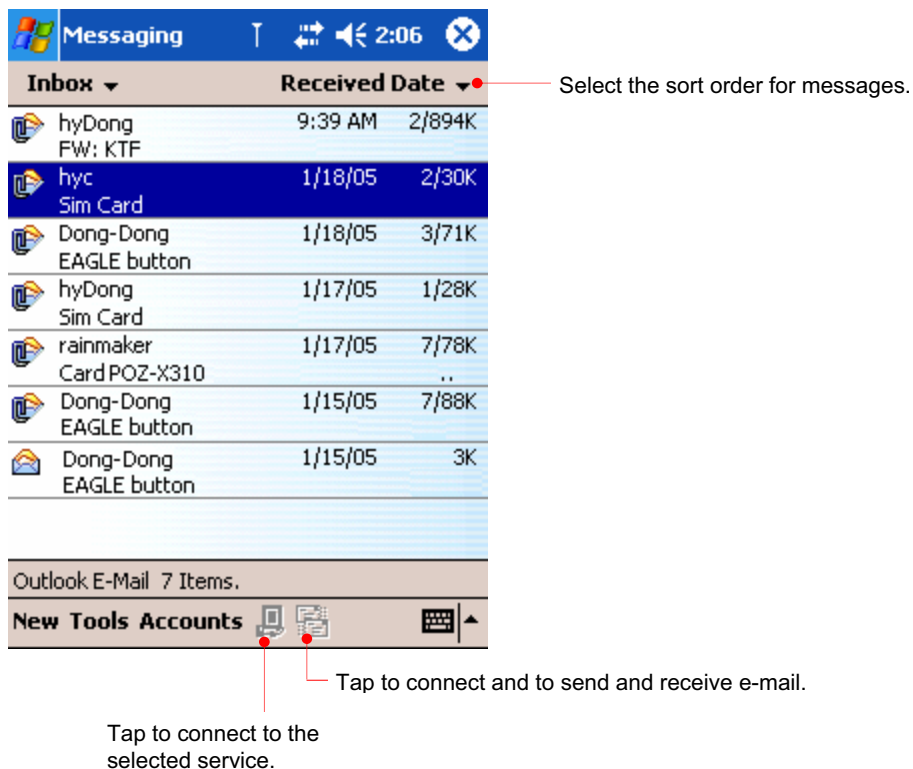 Messaging 2:06
Inbox Received Date
Select the sort order for messages.
hyDong 9:39 AM 2/894K
FW: KTF
hyc 1/18/05 2/30K
Sim Card
Dong-Dong 1/18/05 3/71K
EAGLE button
hyDong 1/17/05 1/28K
Sim Card
rainmaker 1/17/05 7/78K
Card POZ-X310 ..
Dong-Dong 1/15/05 7/88K
EAGLE button
Dong-Dong 1/15/05 3K
EAGLE button
Outlook E-Mail 7 Items.
New Tools Accounts
Tap to connect and to send and receive e-mail.
Tap to connect to the
selected service.